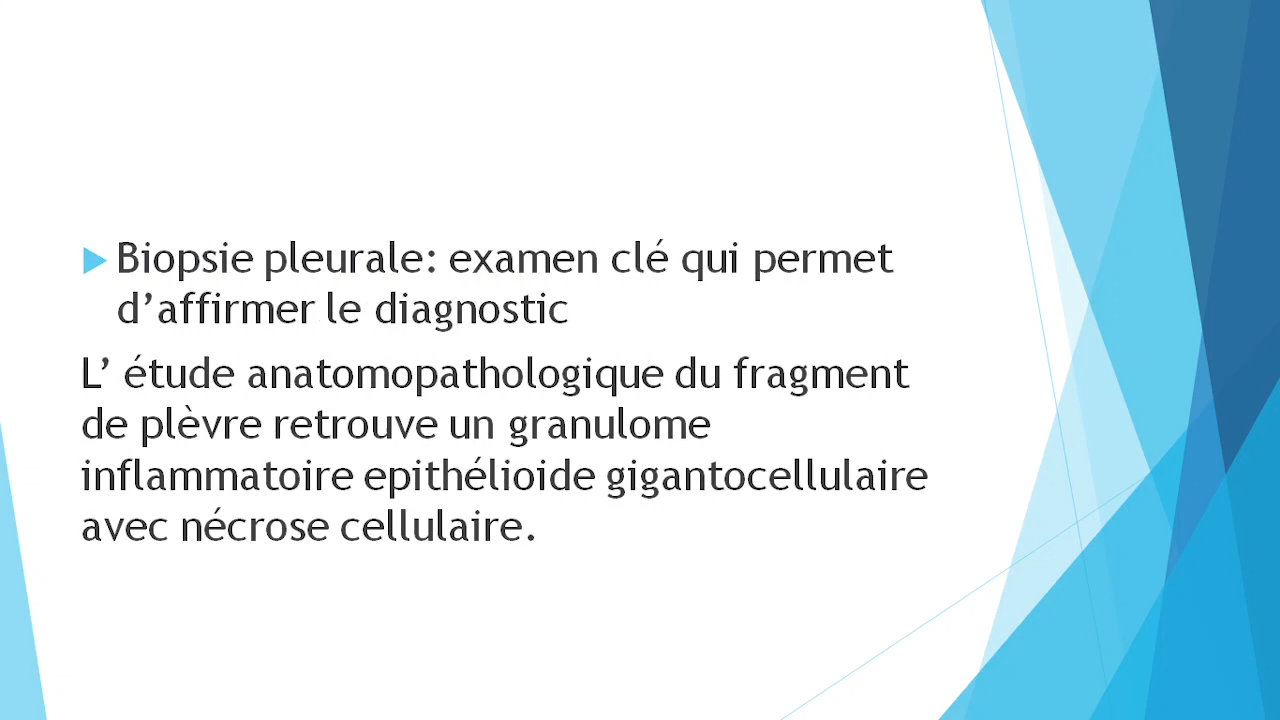 Biopsie pleurale: examen clé qui permet
d’affirmer le diagnostic
L’ étude anatomopathologique du fragment
de plèvre retrouve un granulome
inflammatoire epithélioide gigantocellulaire
avec nécrose cellulaire.